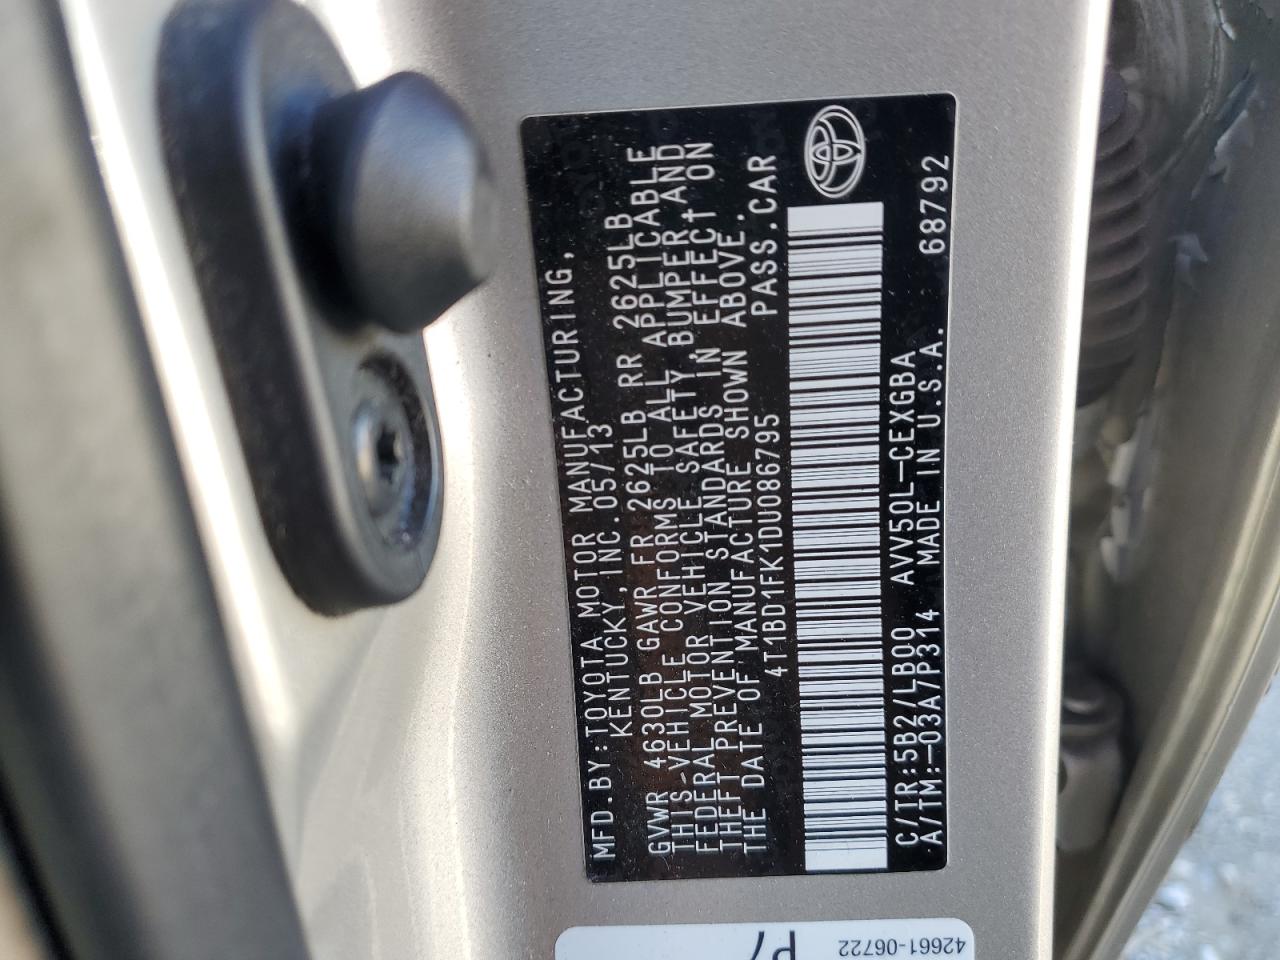 MFD.BY:TOYOTA MOTOR MANUFACTURING,
KENTUCKY,INC.05/13
GVWR 4630LB GAWR FR 2625LB RR 2625LB
THIS VEHICLE CONFORMS TO ALL APPLICABLE
FEDERAL MOTOR VEHICLE SAFETY,BUMPER,AND
THEFT PREVENTION STANDARDS IN EFFECT ON
THE DATE OF MANUFACTURE SHOWN ABOVE.
4T1BD1FK1DU086795 PASS.CAR
C/TR:5B2/LB00 AVV50L-CEXGBA
A/TM:-03A/P314 MADE IN U.S.A. 68792
42661-06722